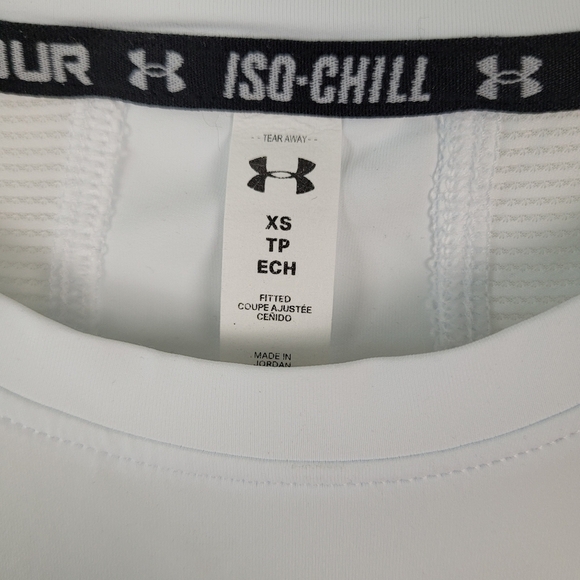 OUR ISO-CHILL
- - TEAR AWAY - -
XS
TP
ECH
FITTED
COUPE AJUSTÉE
CEÑIDO
MADE IN
JORDAN